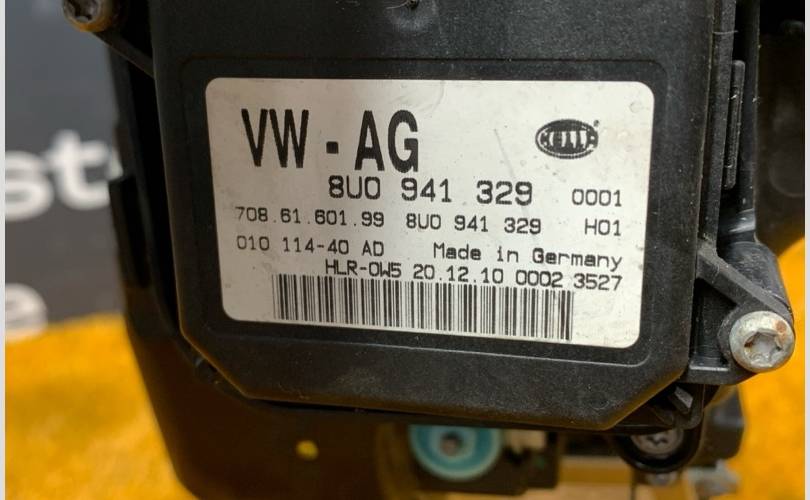 VW - AG
8U0 941 329 0001
708.61.601.99 8U0 941 329 H01
010 114-40 AD Made in Germany
HLR-0W5 20.12.10 0002 3527